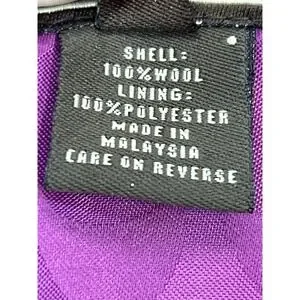 SHELL:
100%WOOL
LINING:
100%POLYESTER
MADE IN
MALAYSIA
CARE ON REVERSE